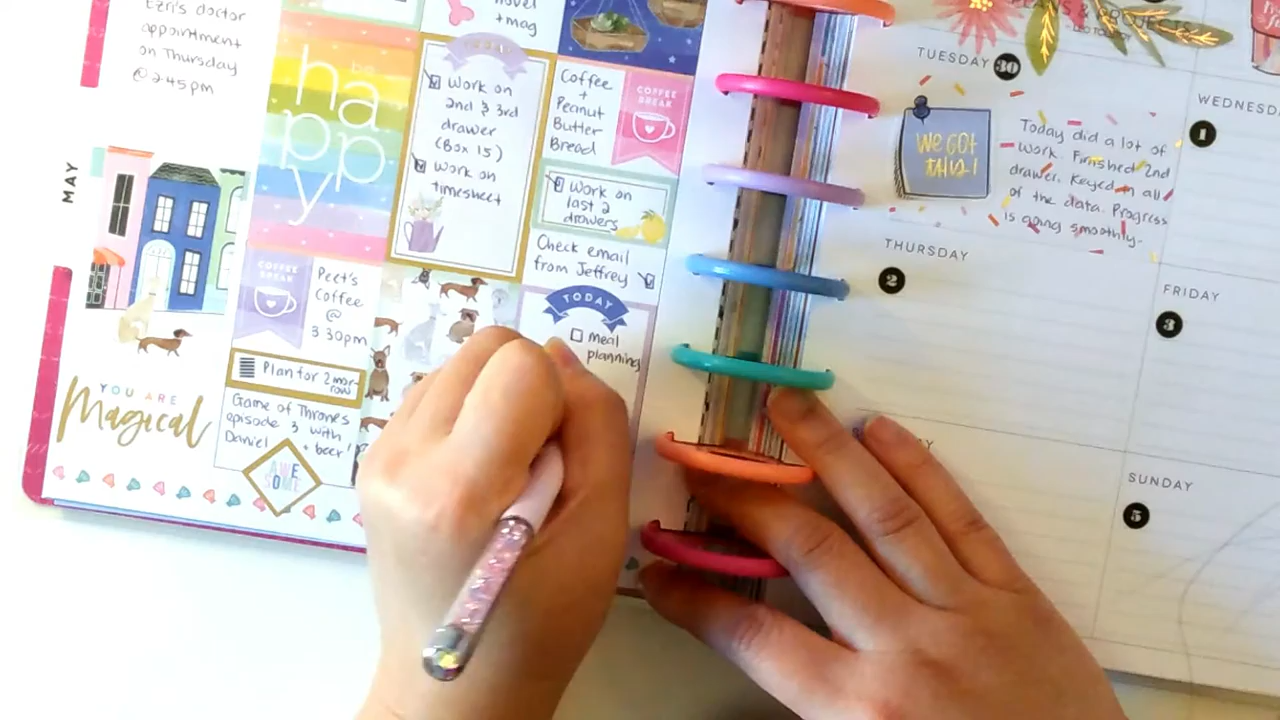 Ezri's doctor
appointment
on Thursday
@ 2:45pm
MAY
YOU ARE
Magical
be
happy
COFFEE
BREAK
Peet's
Coffee
@
3:30pm
Plan for 2mor-
row
Game of Thrones
episode 3 with
Daniel + beer!
AWE
SOME
novel
+mag
Work on
2nd & 3rd
drawer
(Box 15)
Work on
timesheet
Coffee
+
Peanut
Butter
Bread
COFFEE
BREAK
Work on
last 2
drawers
Check email
from Jeffrey
TODAY
meal
planning
TUESDAY 30
WE GOT
THIS!
Today did a lot of
work. Finished 2nd
drawer. Keyed in all
of the data. Progress
is going smoothly.
WEDNESD
1
THURSDAY
2
FRIDAY
3
SUNDAY
5